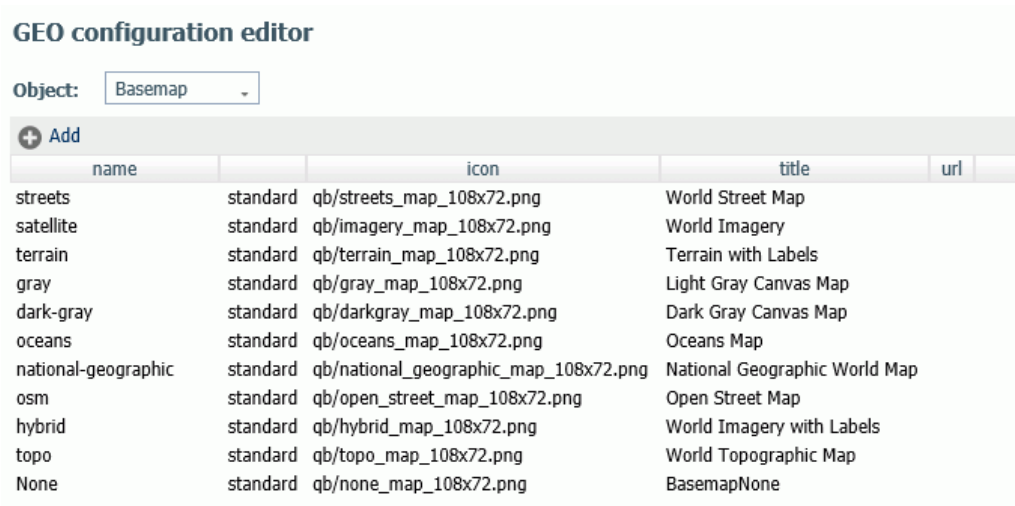 GEO configuration editor
Object: Basemap
Add
name icon title url
streets standard qb/streets_map_108x72.png World Street Map
satellite standard qb/imagery_map_108x72.png World Imagery
terrain standard qb/terrain_map_108x72.png Terrain with Labels
gray standard qb/gray_map_108x72.png Light Gray Canvas Map
dark-gray standard qb/darkgray_map_108x72.png Dark Gray Canvas Map
oceans standard qb/oceans_map_108x72.png Oceans Map
national-geographic standard qb/national_geographic_map_108x72.png National Geographic World Map
osm standard qb/open_street_map_108x72.png Open Street Map
hybrid standard qb/hybrid_map_108x72.png World Imagery with Labels
topo standard qb/topo_map_108x72.png World Topographic Map
None standard qb/none_map_108x72.png BasemapNone